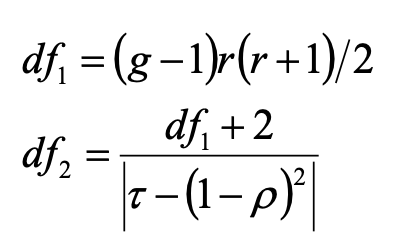 df₁ = (g − 1)r(r + 1)/2
df₂ = (df₁ + 2) / |τ − (1 − ρ)²|